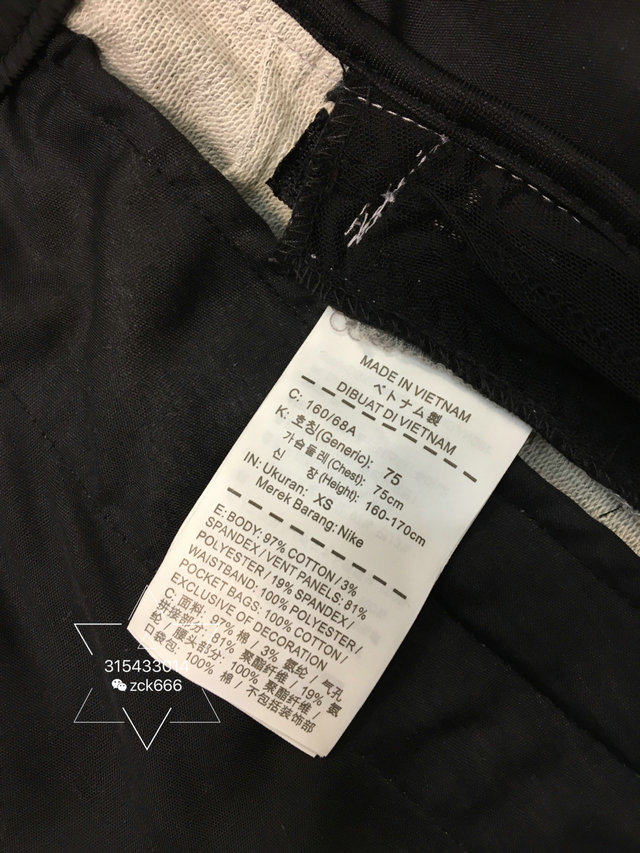 MADE IN VIETNAM
ベトナム製
DIBUAT DI VIETNAM
C: 160/68A
K: 호칭(Generic): 75
가슴둘레(Chest): 75cm
신 장(Height): 160-170cm
IN: Ukuran: XS
Merek Barang: Nike
E: BODY: 97% COTTON / 3%
SPANDEX / VENT PANELS: 81%
POLYESTER / 19% SPANDEX /
WAISTBAND: 100% POLYESTER /
POCKET BAGS: 100% COTTON /
EXCLUSIVE OF DECORATION
C: 面料: 97% 棉 / 3% 氨纶 / 气孔
拼接部分: 81% 聚酯纤维 / 19% 氨
纶 / 腰头部分: 100% 聚酯纤维 /
口袋包: 100% 棉 / 不包括装饰部
315433014
zck666